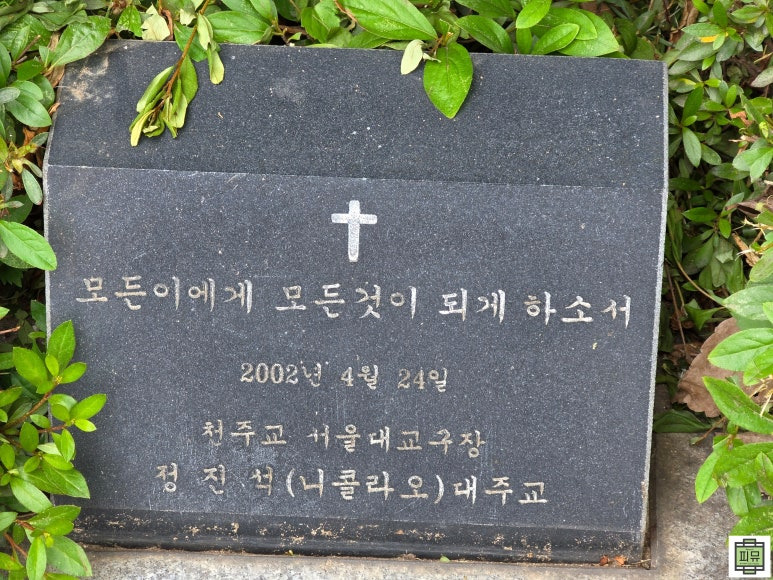 모든이에게 모든것이 되게 하소서
2002년 4월 24일
천주교 서울대교구장
정 진 석 (니콜라오) 대주교
피뮤